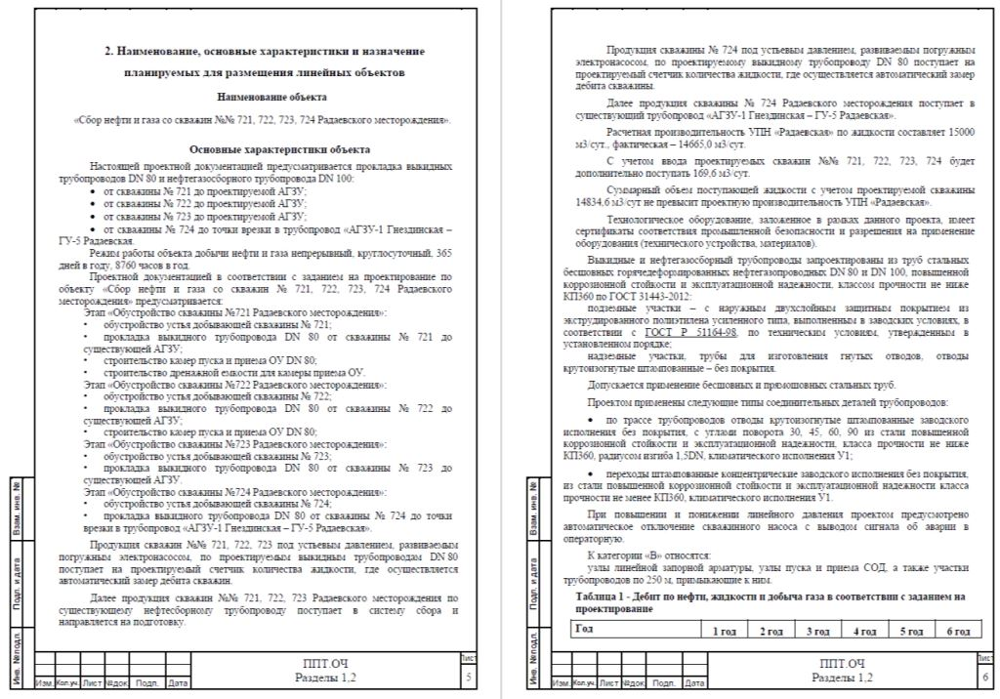 2. Наименование, основные характеристики и назначение
планируемых для размещения линейных объектов
Наименование объекта
«Сбор нефти и газа со скважин №№ 721, 722, 723, 724 Радаевского месторождения».
Основные характеристики объекта
Настоящей проектной документацией предусматривается прокладка выкидных
трубопроводов DN 80 и нефтегазосборного трубопровода DN 100:
• от скважины № 721 до проектируемой АГЗУ;
• от скважины № 722 до проектируемой АГЗУ;
• от скважины № 723 до проектируемой АГЗУ;
• от скважины № 724 до точки врезки в трубопровод «АГЗУ-1 Гнездинская –
ГУ-5 Радаевская.
Режим работы объекта добычи нефти и газа непрерывный, круглосуточный, 365
дней в году, 8760 часов в год.
Проектной документацией в соответствии с заданием на проектирование по
объекту «Сбор нефти и газа со скважин № 721, 722, 723, 724 Радаевского
месторождения» предусматривается:
Этап «Обустройство скважины №721 Радаевского месторождения»:
• обустройство устья добывающей скважины № 721;
• прокладка выкидного трубопровода DN 80 от скважины № 721 до
существующей АГЗУ;
• строительство камер пуска и приема ОУ DN 80;
• строительство дренажной емкости для камеры приема ОУ.
Этап «Обустройство скважины №722 Радаевского месторождения»:
• обустройство устья добывающей скважины № 722;
• прокладка выкидного трубопровода DN 80 от скважины № 722 до
существующей АГЗУ;
• строительство камер пуска и приема ОУ DN 80;
Этап «Обустройство скважины №723 Радаевского месторождения»:
• обустройство устья добывающей скважины № 723;
• прокладка выкидного трубопровода DN 80 от скважины № 723 до
существующей АГЗУ.
Этап «Обустройство скважины №724 Радаевского месторождения»:
• обустройство устья добывающей скважины № 724;
• прокладка выкидного трубопровода DN 80 от скважины № 724 до точки
врезки в трубопровод «АГЗУ-1 Гнездинская – ГУ-5 Радаевская».
Продукция скважин №№ 721, 722, 723 под устьевым давлением, развиваемым
погружным электронасосом, по проектируемым выкидным трубопроводам DN 80
поступает на проектируемый счетчик количества жидкости, где осуществляется
автоматический замер дебита скважин.
Далее продукция скважин №№ 721, 722, 723 Радаевского месторождения по
существующему нефтесборному трубопроводу поступает в систему сбора и
направляется на подготовку.
Взам. инв. №
Подп. и дата
Инв. №подл.
Изм. Кол.уч. Лист №док. Подп. Дата
ППТ.ОЧ
Разделы 1,2
Лист
5
Продукция скважины № 724 под устьевым давлением, развиваемым погружным
электронасосом, по проектируемому выкидному трубопроводу DN 80 поступает на
проектируемый счетчик количества жидкости, где осуществляется автоматический замер
дебита скважины.
Далее продукция скважины № 724 Радаевского месторождения поступает в
существующий трубопровод «АГЗУ-1 Гнездинская – ГУ-5 Радаевская».
Расчетная производительность УПН «Радаевская» по жидкости составляет 15000
м3/сут., фактическая – 14665,0 м3/сут.
С учетом ввода проектируемых скважин №№ 721, 722, 723, 724 будет
дополнительно поступать 169,6 м3/сут.
Суммарный объем поступающей жидкости с учетом проектируемой скважины
14834,6 м3/сут не превысит проектную производительность УПН «Радаевская».
Технологическое оборудование, заложенное в рамках данного проекта, имеет
сертификаты соответствия промышленной безопасности и разрешения на применение
оборудования (технического устройства, материалов).
Выкидные и нефтегазосборный трубопроводы запроектированы из труб стальных
бесшовных горячедеформированных нефтегазопроводных DN 80 и DN 100, повышенной
коррозионной стойкости и эксплуатационной надежности, классом прочности не ниже
КП360 по ГОСТ 31443-2012:
подземные участки – с наружным двухслойным защитным покрытием из
экструдированного полиэтилена усиленного типа, выполненным в заводских условиях, в
соответствии с ГОСТ Р 51164-98, по техническим условиям, утвержденным в
установленном порядке;
надземные участки, трубы для изготовления гнутых отводов, отводы
крутоизогнутые штампованные – без покрытия.
Допускается применение бесшовных и прямошовных стальных труб.
Проектом применены следующие типы соединительных деталей трубопроводов:
• по трассе трубопроводов отводы крутоизогнутые штампованные заводского
исполнения без покрытия, с углами поворота 30, 45, 60, 90 из стали повышенной
коррозионной стойкости и эксплуатационной надежности, класса прочности не ниже
КП360, радиусом изгиба 1,5DN, климатического исполнения У1;
• переходы штампованные концентрические заводского исполнения без покрытия,
из стали повышенной коррозионной стойкости и эксплуатационной надежности класса
прочности не менее КП360, климатического исполнения У1.
При повышении и понижении линейного давления проектом предусмотрено
автоматическое отключение скважинного насоса с выводом сигнала об аварии в
операторную.
К категории «В» относятся:
узлы линейной запорной арматуры, узлы пуска и приема СОД, а также участки
трубопроводов по 250 м, примыкающие к ним.
Таблица 1 - Дебит по нефти, жидкости и добыча газа в соответствии с заданием на
проектирование
Год 1 год 2 год 3 год 4 год 5 год 6 год
Взам. инв. №
Подп. и дата
Инв. №подл.
Изм. Кол.уч. Лист №док. Подп. Дата
ППТ.ОЧ
Разделы 1,2
Лист
6